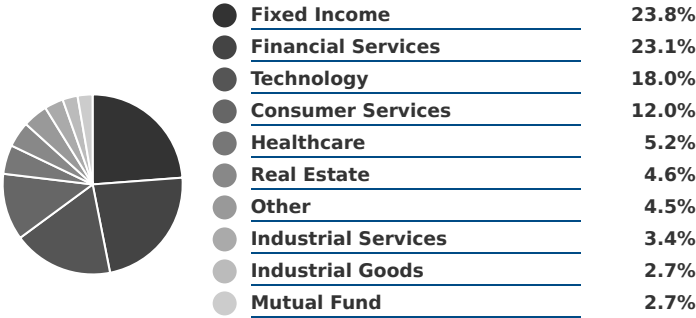 Fixed Income 23.8%
Financial Services 23.1%
Technology 18.0%
Consumer Services 12.0%
Healthcare 5.2%
Real Estate 4.6%
Other 4.5%
Industrial Services 3.4%
Industrial Goods 2.7%
Mutual Fund 2.7%